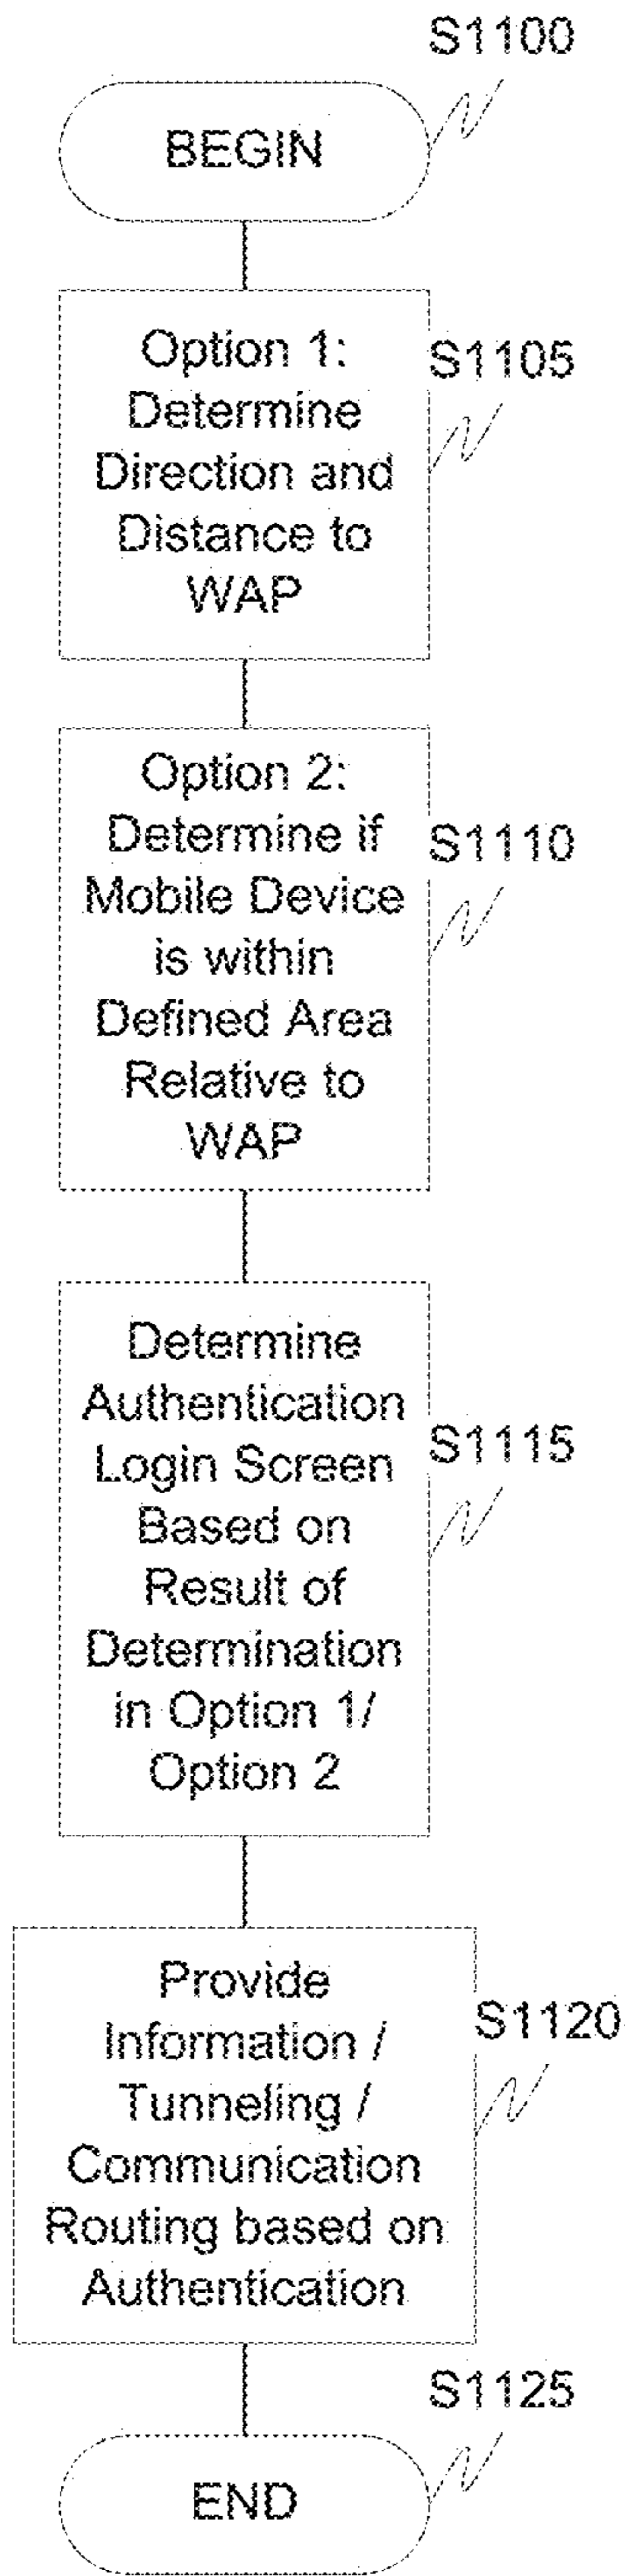 S1100
BEGIN
Option 1:
Determine
Direction and
Distance to
WAP
S1105
Option 2:
Determine if
Mobile Device
is within
Defined Area
Relative to
WAP
S1110
Determine
Authentication
Login Screen
Based on
Result of
Determination
in Option 1/
Option 2
S1115
Provide
Information /
Tunneling /
Communication
Routing based on
Authentication
S1120
S1125
END